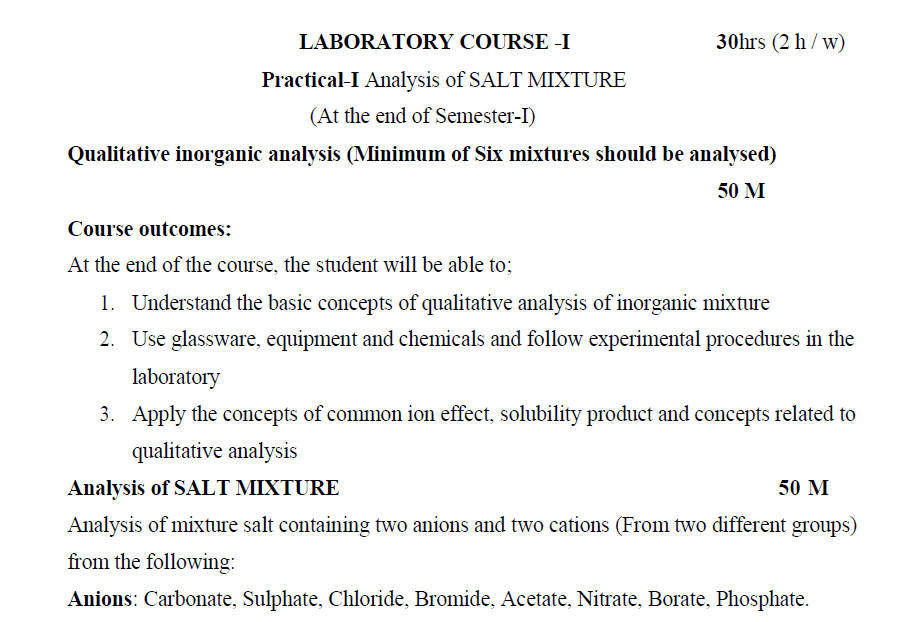 LABORATORY COURSE -I 30hrs (2 h / w)
Practical-I Analysis of SALT MIXTURE
(At the end of Semester-I)
Qualitative inorganic analysis (Minimum of Six mixtures should be analysed)
50 M
Course outcomes:
At the end of the course, the student will be able to;
1. Understand the basic concepts of qualitative analysis of inorganic mixture
2. Use glassware, equipment and chemicals and follow experimental procedures in the
laboratory
3. Apply the concepts of common ion effect, solubility product and concepts related to
qualitative analysis
Analysis of SALT MIXTURE 50 M
Analysis of mixture salt containing two anions and two cations (From two different groups)
from the following:
Anions: Carbonate, Sulphate, Chloride, Bromide, Acetate, Nitrate, Borate, Phosphate.